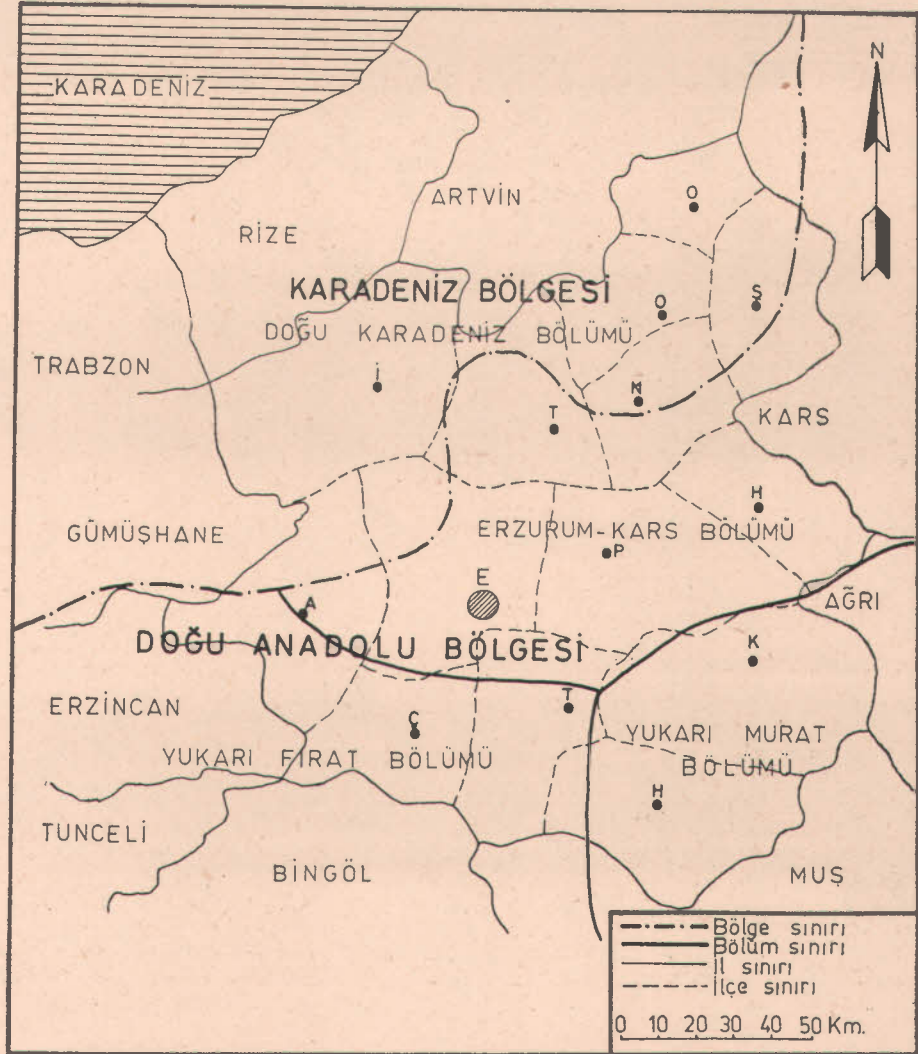 N
KARADENİZ
ARTVİN
O
RİZE
KARADENİZ BÖLGESİ
O
Ş
DOĞU KARADENİZ BÖLÜMÜ
TRABZON
İ
N
T
KARS
H
GÜMÜŞHANE
ERZURUM-KARS BÖLÜMÜ
P
E
A
AĞRI
DOĞU ANADOLU BÖLGESİ
K
ERZİNCAN
T
Ç
YUKARI MURAT
BÖLÜMÜ
YUKARI FIRAT BÖLÜMÜ
H
TUNCELİ
BİNGÖL
MUŞ
Bölge sınırı
Bölüm sınırı
İl sınırı
İlçe sınırı
0 10 20 30 40 50 Km.